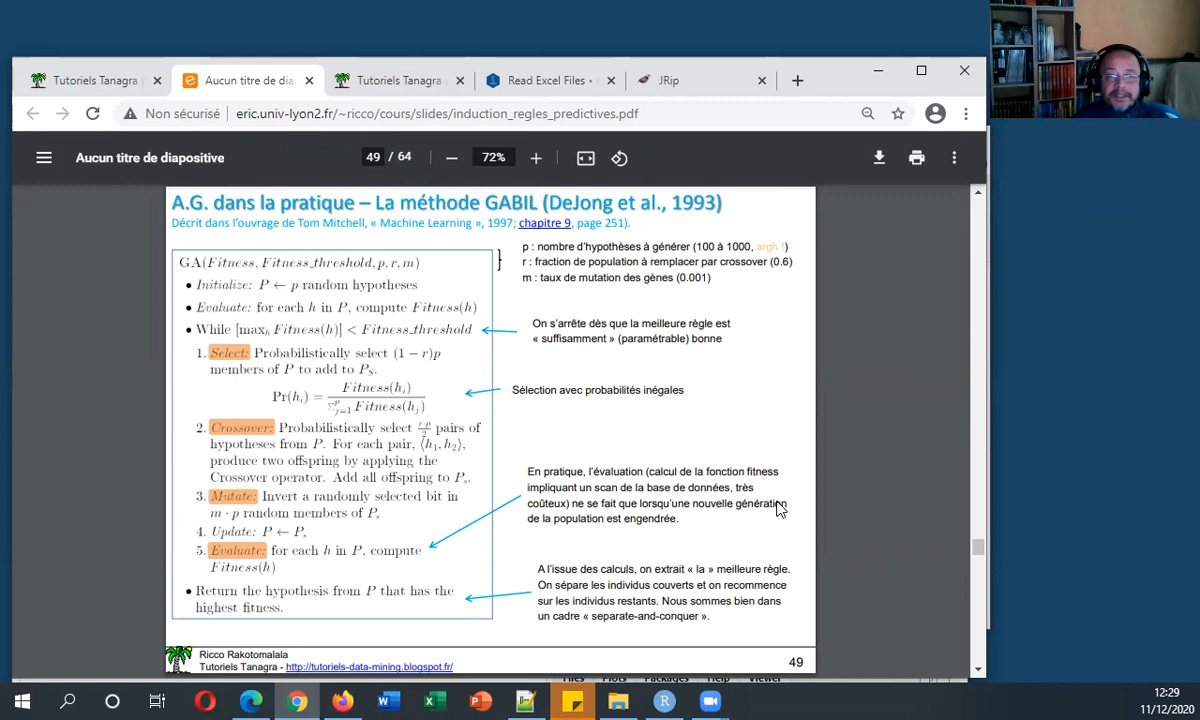 Tutoriels Tanagra
Aucun titre de dia
Tutoriels Tanagra
Read Excel Files •
JRip
Non sécurisé
eric.univ-lyon2.fr/~ricco/cours/slides/induction_regles_predictives.pdf
Aucun titre de diapositive
49 / 64
72%
A.G. dans la pratique – La méthode GABIL (DeJong et al., 1993)
Décrit dans l'ouvrage de Tom Mitchell, « Machine Learning », 1997; chapitre 9, page 251).
GA(Fitness, Fitness_threshold, p, r, m)
• Initialize: P ← p random hypotheses
• Evaluate: for each h in P, compute Fitness(h)
• While [max_h Fitness(h)] < Fitness_threshold
1. Select: Probabilistically select (1 − r)p
members of P to add to P_S.
Pr(h_i) = Fitness(h_i) / Σ^p_{j=1} Fitness(h_j)
2. Crossover: Probabilistically select r·p/2 pairs of
hypotheses from P. For each pair, ⟨h_1, h_2⟩,
produce two offspring by applying the
Crossover operator. Add all offspring to P_s.
3. Mutate: Invert a randomly selected bit in
m · p random members of P_s
4. Update: P ← P_s
5. Evaluate: for each h in P, compute
Fitness(h)
• Return the hypothesis from P that has the
highest fitness.
p : nombre d'hypothèses à générer (100 à 1000, argh !)
r : fraction de population à remplacer par crossover (0.6)
m : taux de mutation des gènes (0.001)
On s'arrête dès que la meilleure règle est
« suffisamment » (paramétrable) bonne
Sélection avec probabilités inégales
En pratique, l'évaluation (calcul de la fonction fitness
impliquant un scan de la base de données, très
coûteux) ne se fait que lorsqu'une nouvelle génération
de la population est engendrée.
A l'issue des calculs, on extrait « la » meilleure règle.
On sépare les individus couverts et on recommence
sur les individus restants. Nous sommes bien dans
un cadre « separate-and-conquer ».
Ricco Rakotomalala
Tutoriels Tanagra - http://tutoriels-data-mining.blogspot.fr/
49
Files Plots Packages Help Viewer
12:29
11/12/2020